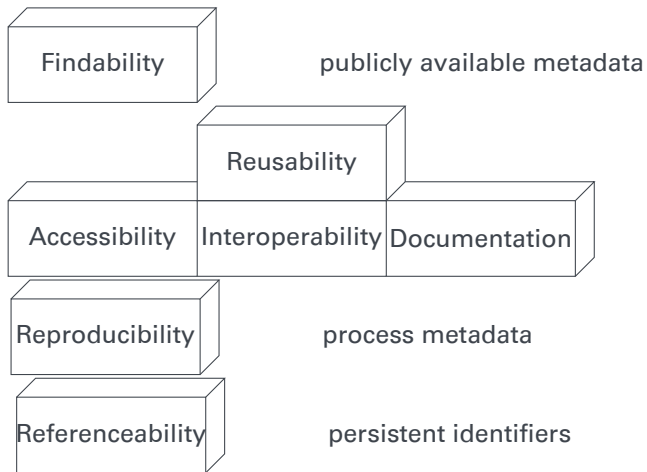 Findability publicly available metadata
Reusability
Accessibility Interoperability Documentation
Reproducibility process metadata
Referenceability persistent identifiers